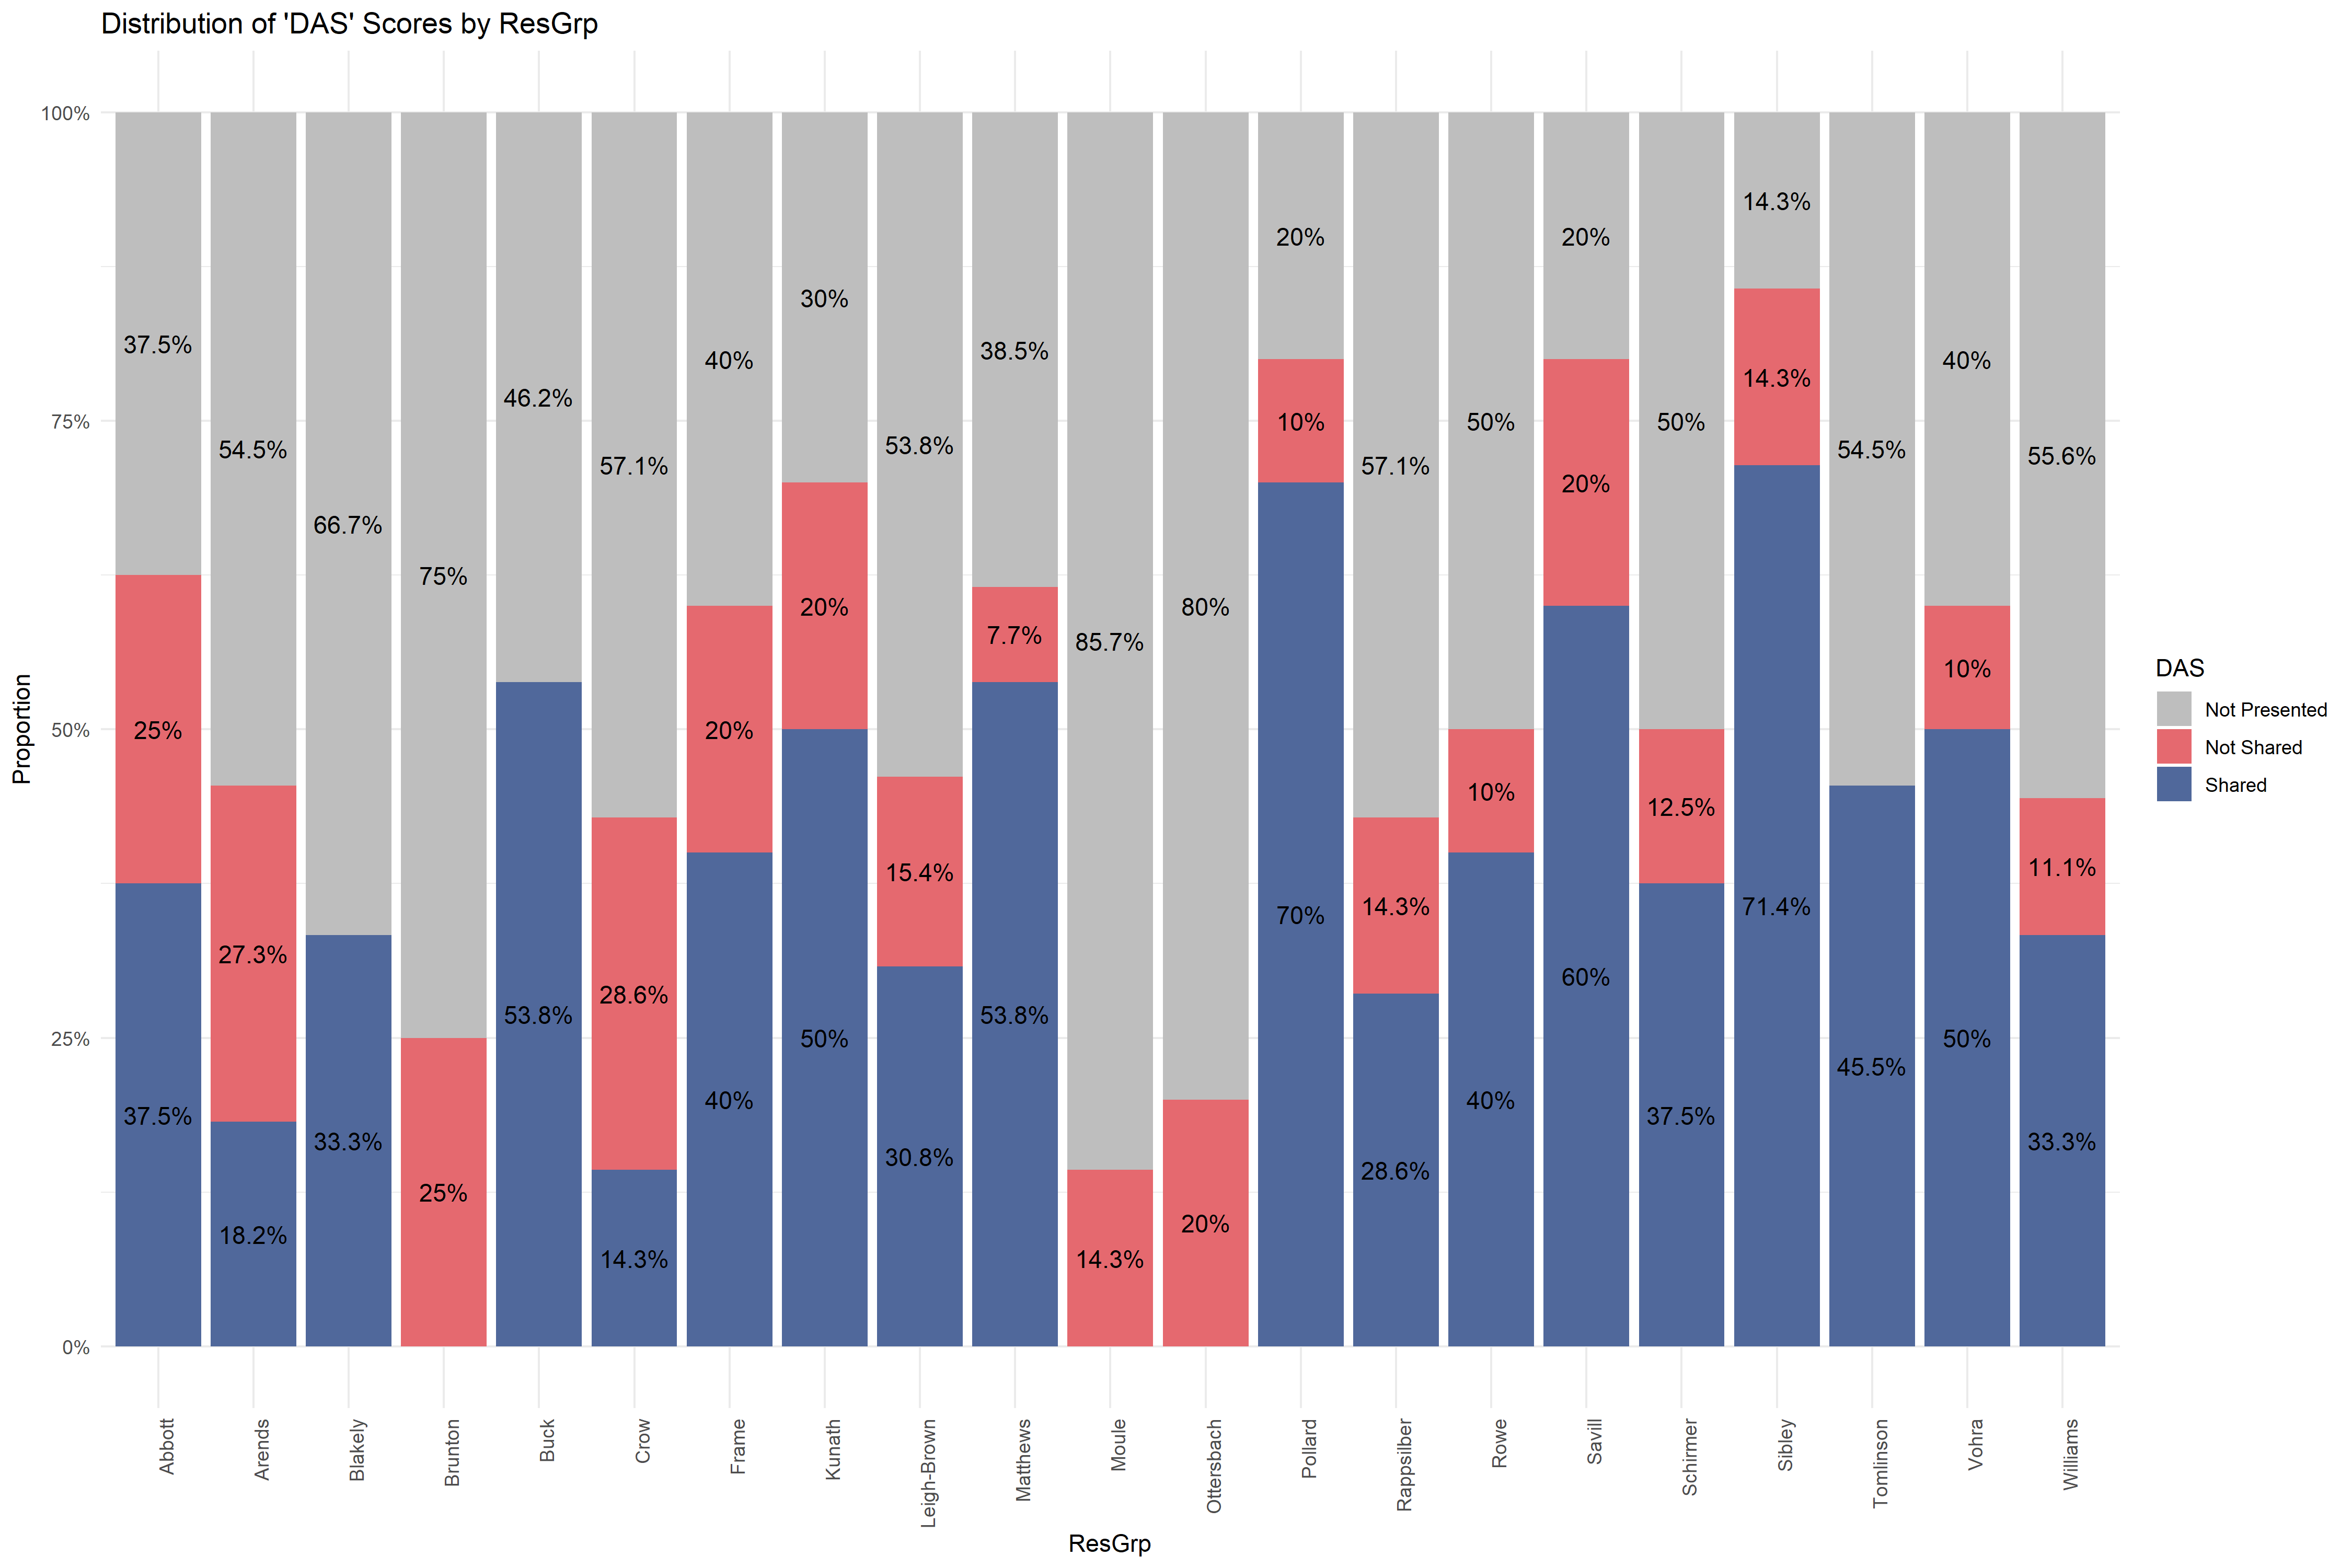 Distribution of 'DAS' Scores by ResGrp
100%
75%
50%
25%
0%
Proportion
37.5%
25%
37.5%
54.5%
27.3%
18.2%
66.7%
33.3%
75%
25%
46.2%
53.8%
57.1%
28.6%
14.3%
40%
20%
40%
30%
20%
50%
53.8%
15.4%
30.8%
38.5%
7.7%
53.8%
85.7%
14.3%
80%
20%
20%
10%
70%
57.1%
14.3%
28.6%
50%
10%
40%
20%
20%
60%
50%
12.5%
37.5%
14.3%
14.3%
71.4%
54.5%
45.5%
40%
10%
50%
55.6%
11.1%
33.3%
Abbott
Arends
Blakely
Brunton
Buck
Crow
Frame
Kunath
Leigh-Brown
Matthews
Moule
Ottersbach
Pollard
Rappsilber
Rowe
Savill
Schirmer
Sibley
Tomlinson
Vohra
Williams
ResGrp
DAS
Not Presented
Not Shared
Shared